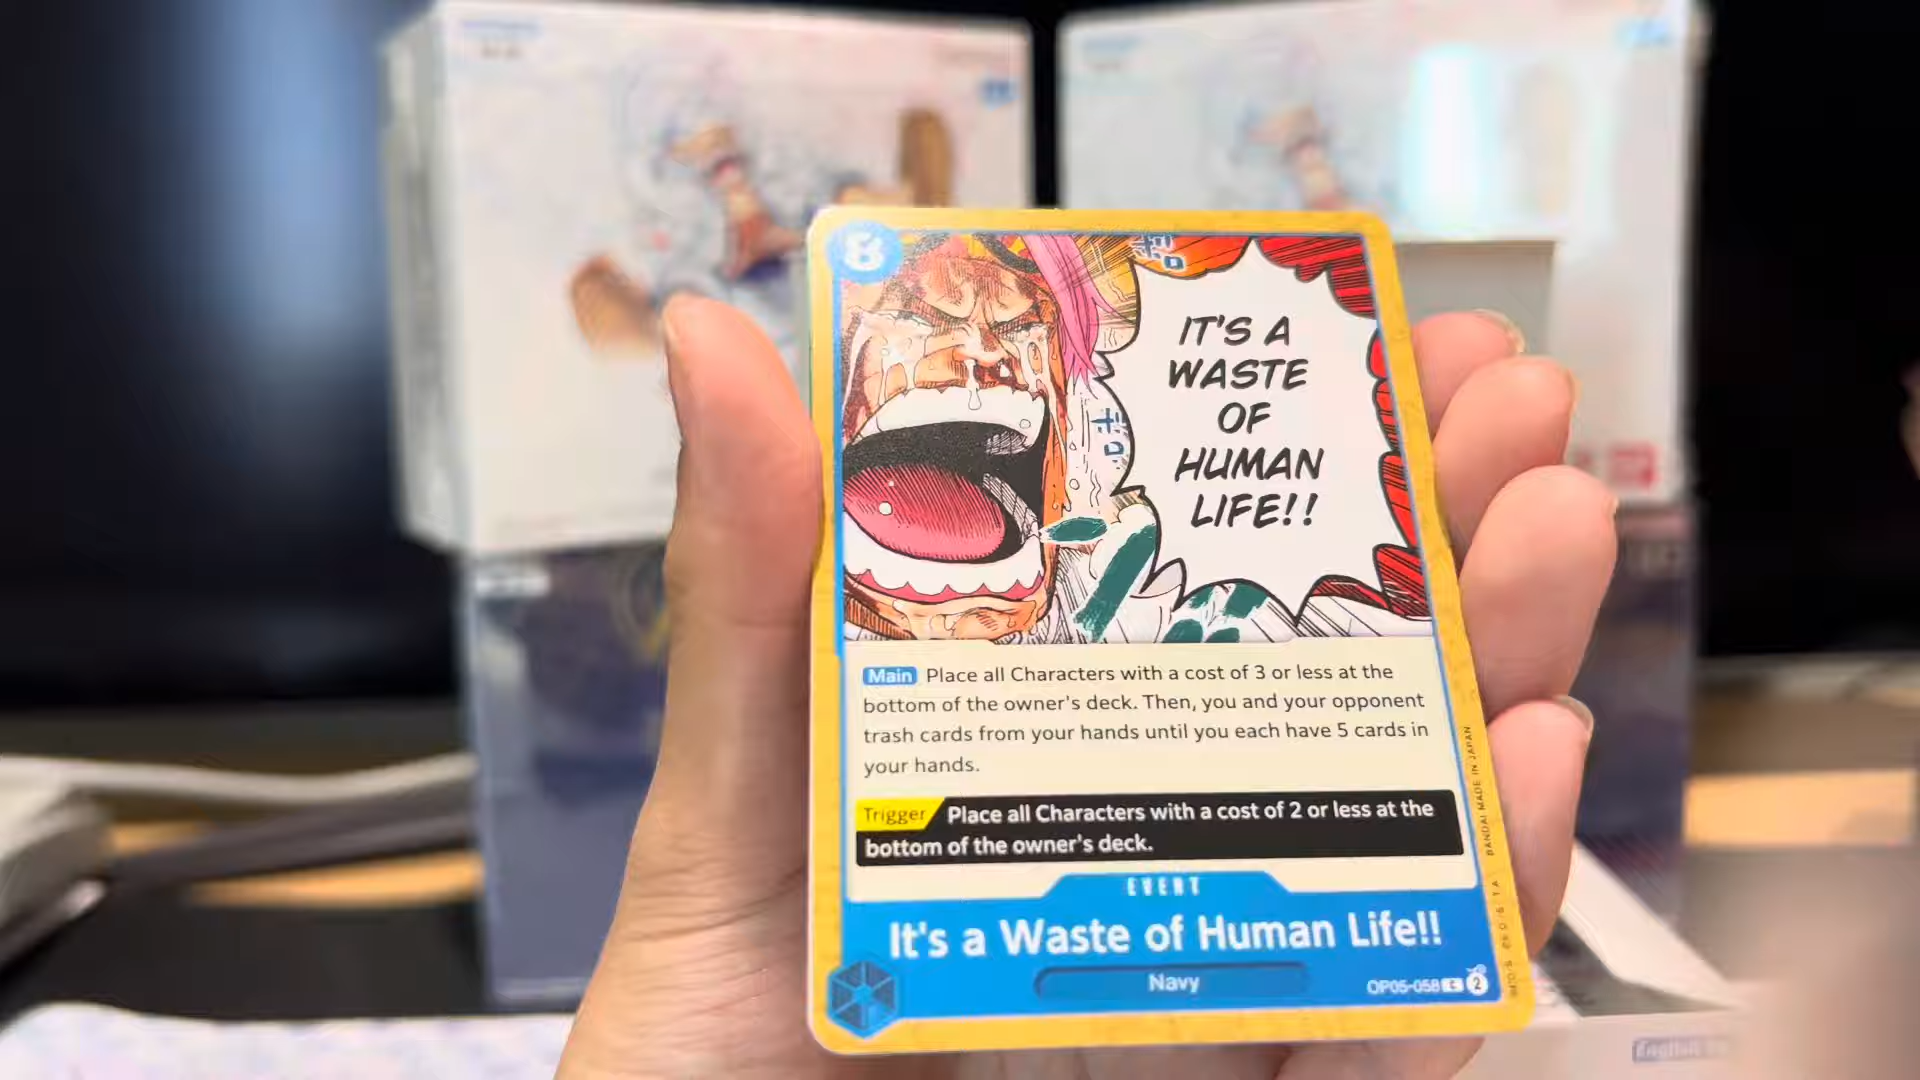 IT'S A
WASTE
OF
HUMAN
LIFE!!
Main Place all Characters with a cost of 3 or less at the
bottom of the owner's deck. Then, you and your opponent
trash cards from your hands until you each have 5 cards in
your hands.
Trigger Place all Characters with a cost of 2 or less at the
bottom of the owner's deck.
EVENT
It's a Waste of Human Life!!
Navy
OP05-058 C 2
BANDAI MADE IN JAPAN
English